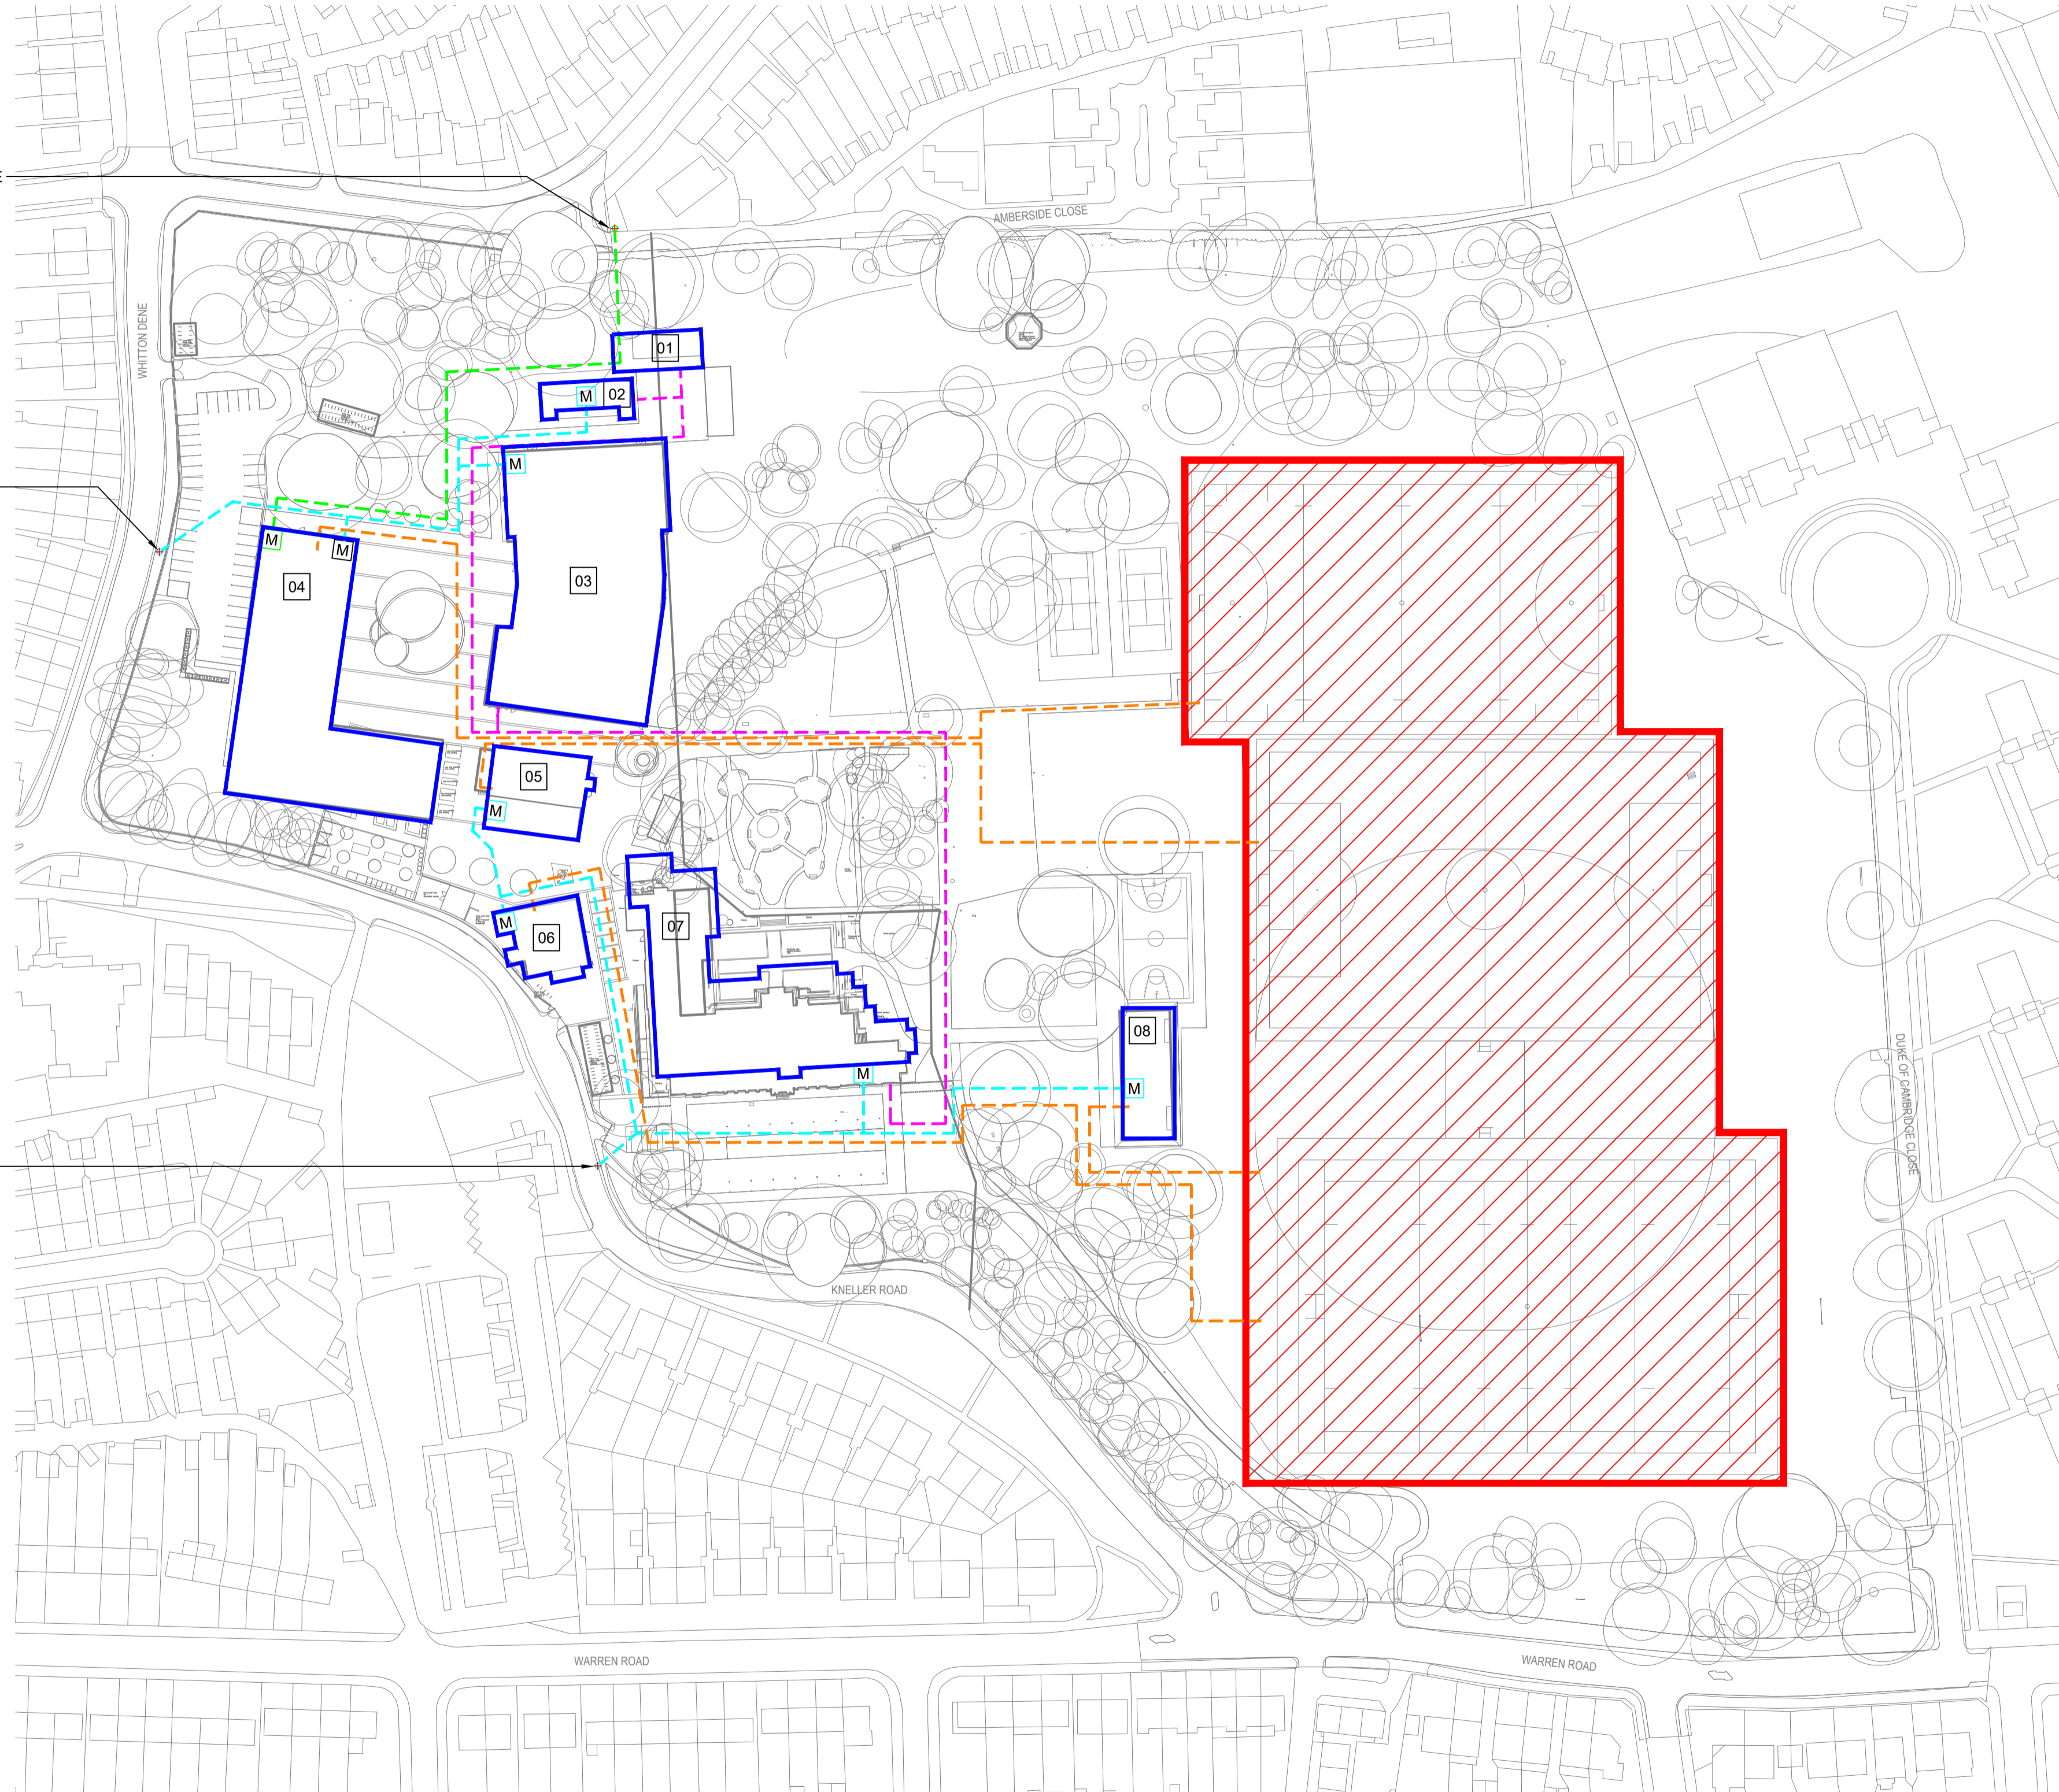 E
AMBERSIDE CLOSE
WHITTON DENE
01
M
02
M
M
M
03
04
05
M
M
06
07
08
M
M
DUKE OF CAMBRIDGE CLOSE
KNELLER ROAD
WARREN ROAD
WARREN ROAD